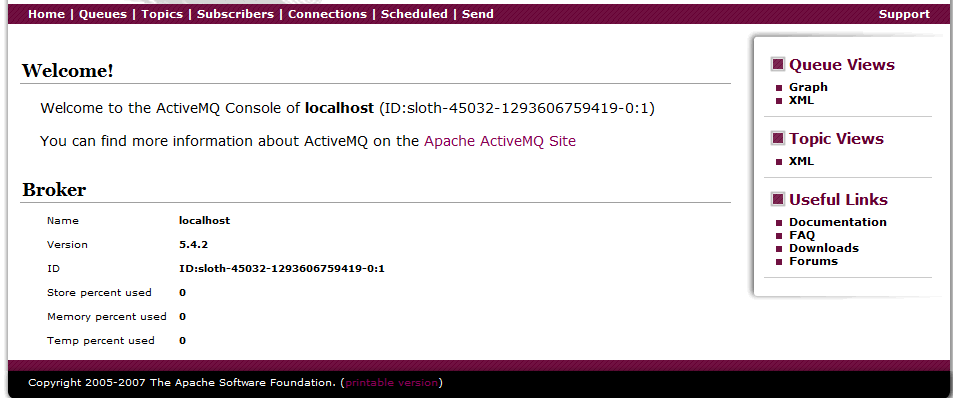 Home | Queues | Topics | Subscribers | Connections | Scheduled | Send
Support
Welcome!
Welcome to the ActiveMQ Console of localhost (ID:sloth-45032-1293606759419-0:1)
You can find more information about ActiveMQ on the Apache ActiveMQ Site
Broker
Name localhost
Version 5.4.2
ID ID:sloth-45032-1293606759419-0:1
Store percent used 0
Memory percent used 0
Temp percent used 0
Queue Views
Graph
XML
Topic Views
XML
Useful Links
Documentation
FAQ
Downloads
Forums
Copyright 2005-2007 The Apache Software Foundation. (printable version)